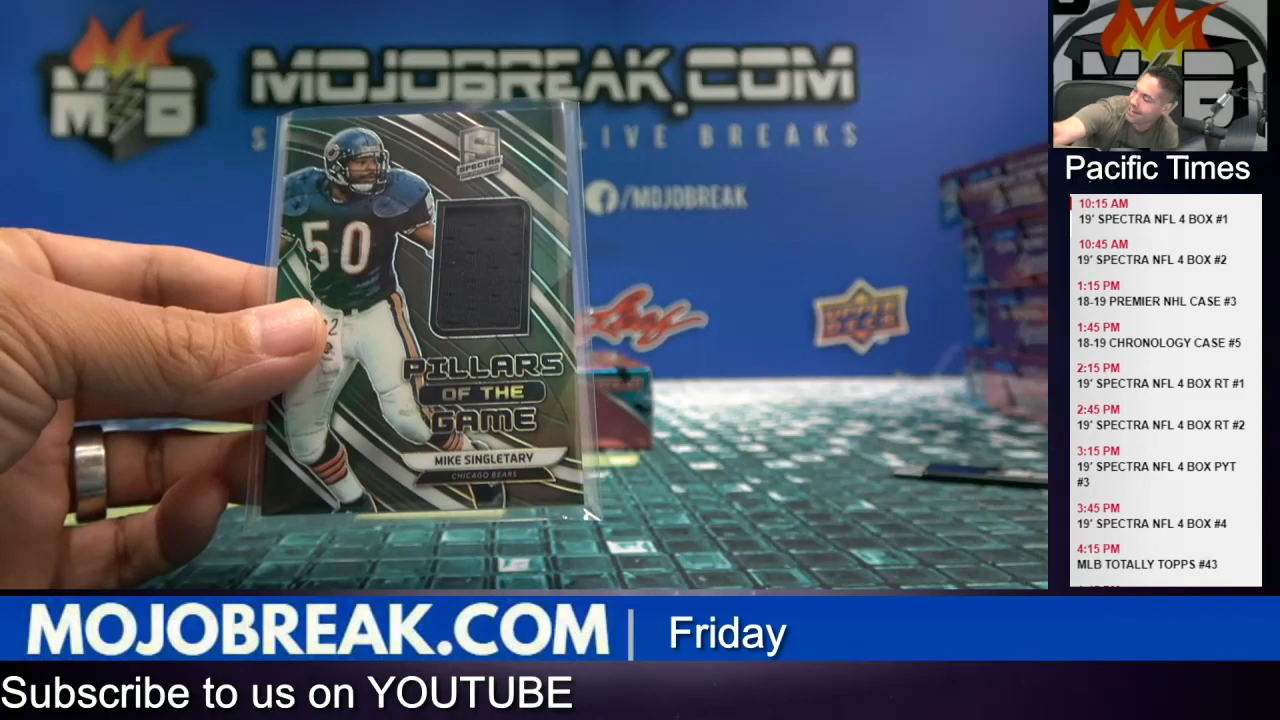 MOJOBREAK.COM
MB
S LIVE BREAKS
/MOJOBREAK
SPECTRA
50
PILLARS
OF THE
GAME
MIKE SINGLETARY
CHICAGO BEARS
Leaf
UPPER DECK
Pacific Times
10:15 AM
19' SPECTRA NFL 4 BOX #1
10:45 AM
19' SPECTRA NFL 4 BOX #2
1:15 PM
18-19 PREMIER NHL CASE #3
1:45 PM
18-19 CHRONOLOGY CASE #5
2:15 PM
19' SPECTRA NFL 4 BOX RT #1
2:45 PM
19' SPECTRA NFL 4 BOX RT #2
3:15 PM
19' SPECTRA NFL 4 BOX PYT
#3
3:45 PM
19' SPECTRA NFL 4 BOX #4
4:15 PM
MLB TOTALLY TOPPS #43
MOJOBREAK.COM | Friday
Subscribe to us on YOUTUBE